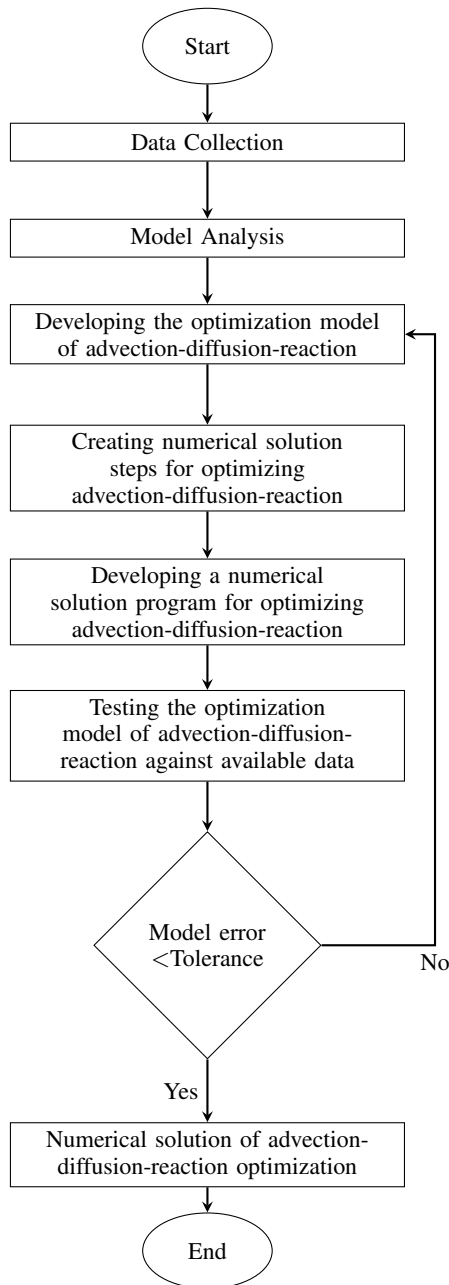 Start
Data Collection
Model Analysis
Developing the optimization model
of advection-diffusion-reaction
Creating numerical solution
steps for optimizing
advection-diffusion-reaction
Developing a numerical
solution program for optimizing
advection-diffusion-reaction
Testing the optimization
model of advection-diffusion-
reaction against available data
Model error
<Tolerance
No
Yes
Numerical solution of advection-
diffusion-reaction optimization
End